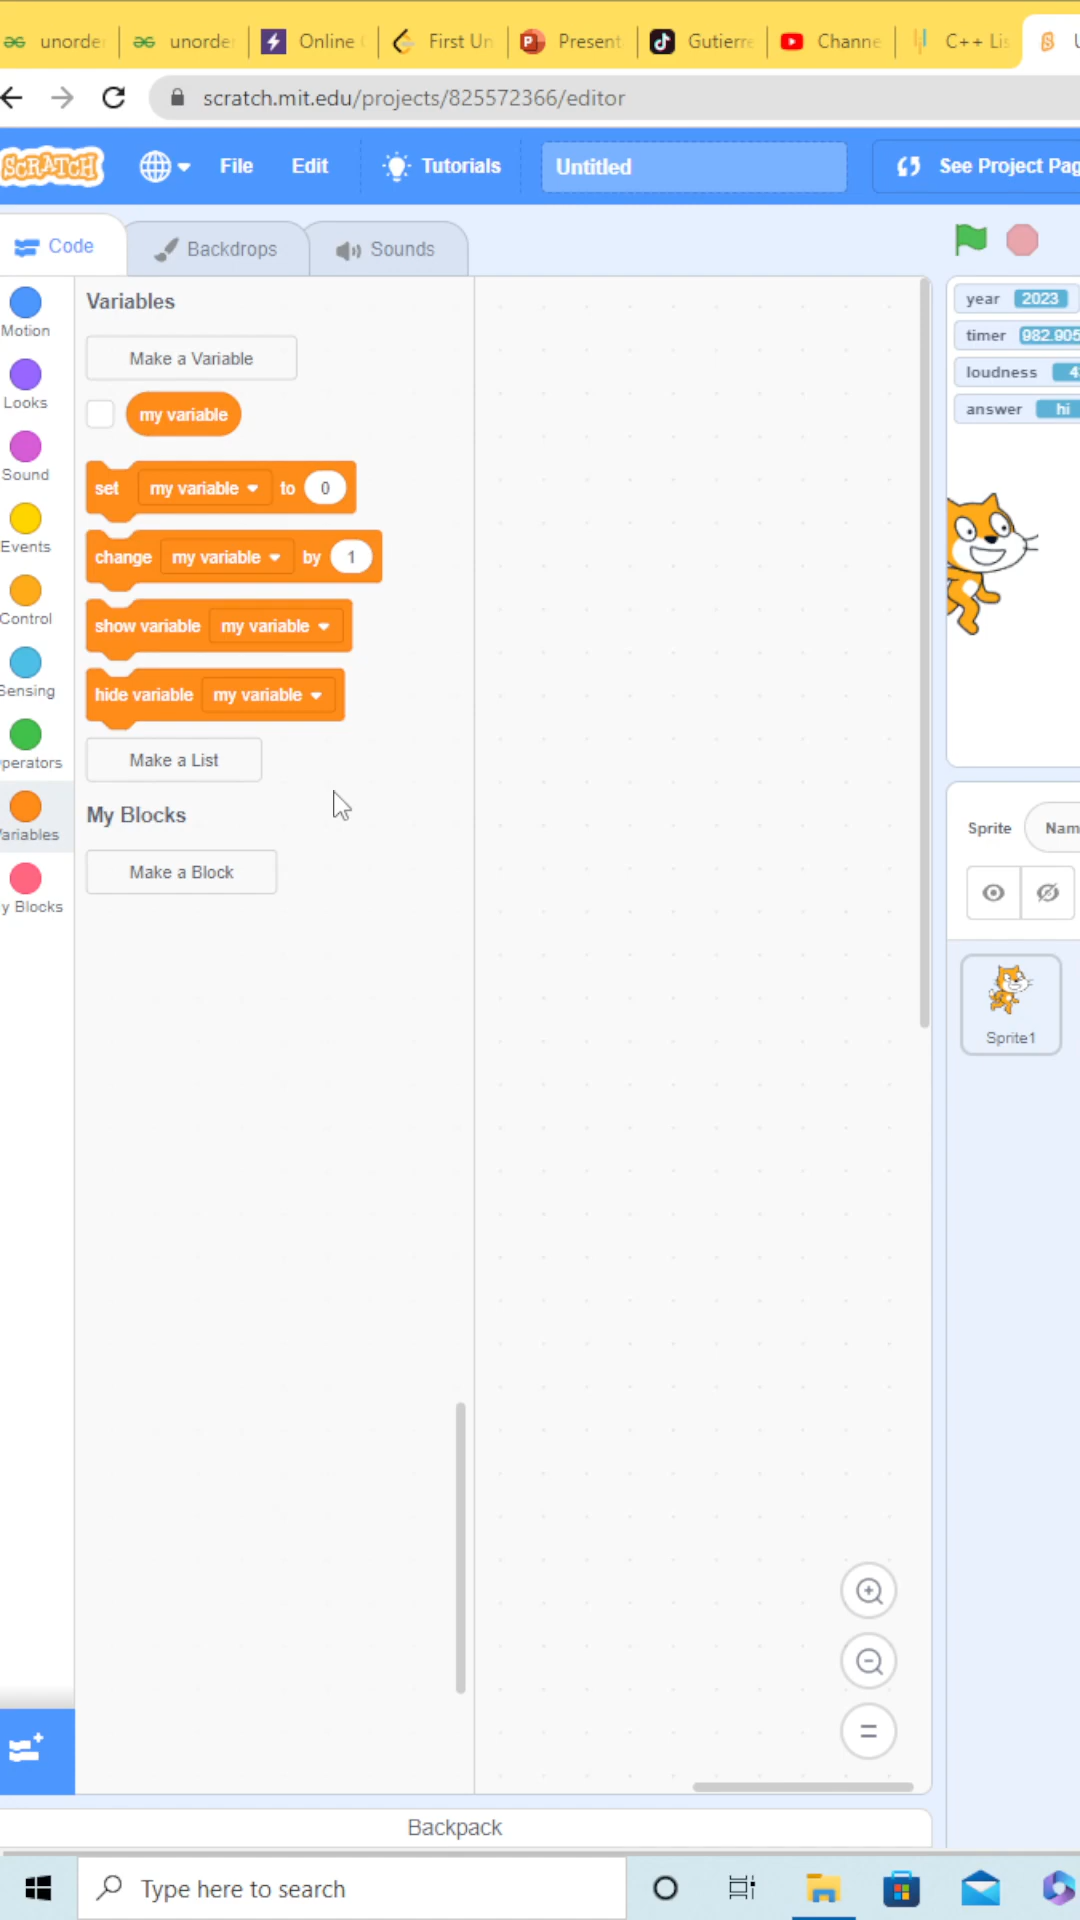 unorde
unorde
Online
First Un
Present
Gutierre
Channe
C++ Lis
scratch.mit.edu/projects/825572366/editor
SCRATCH
File
Edit
Tutorials
Untitled
See Project Pag
Code
Backdrops
Sounds
Motion
Looks
Sound
Events
Control
Sensing
perators
ariables
y Blocks
Variables
Make a Variable
my variable
set my variable to 0
change my variable by 1
show variable my variable
hide variable my variable
Make a List
My Blocks
Make a Block
year 2023
timer 982.905
loudness 4
answer hi
Sprite
Nam
Sprite1
Backpack
Type here to search